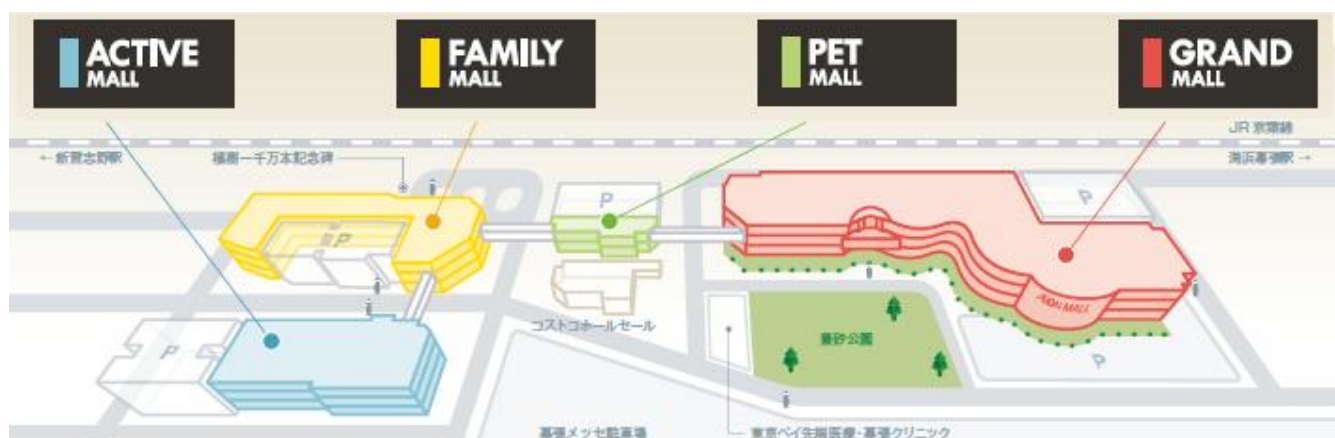 ACTIVE
MALL
FAMILY
MALL
PET
MALL
GRAND
MALL
JR 京葉線
← 新習志野駅
植樹一千万本記念碑
海浜幕張駅 →
P
P
P
AEON MALL
コストコホールセール
豊砂公園
P
P
幕張メッセ駐車場
東京ベイ先端医療・幕張クリニック